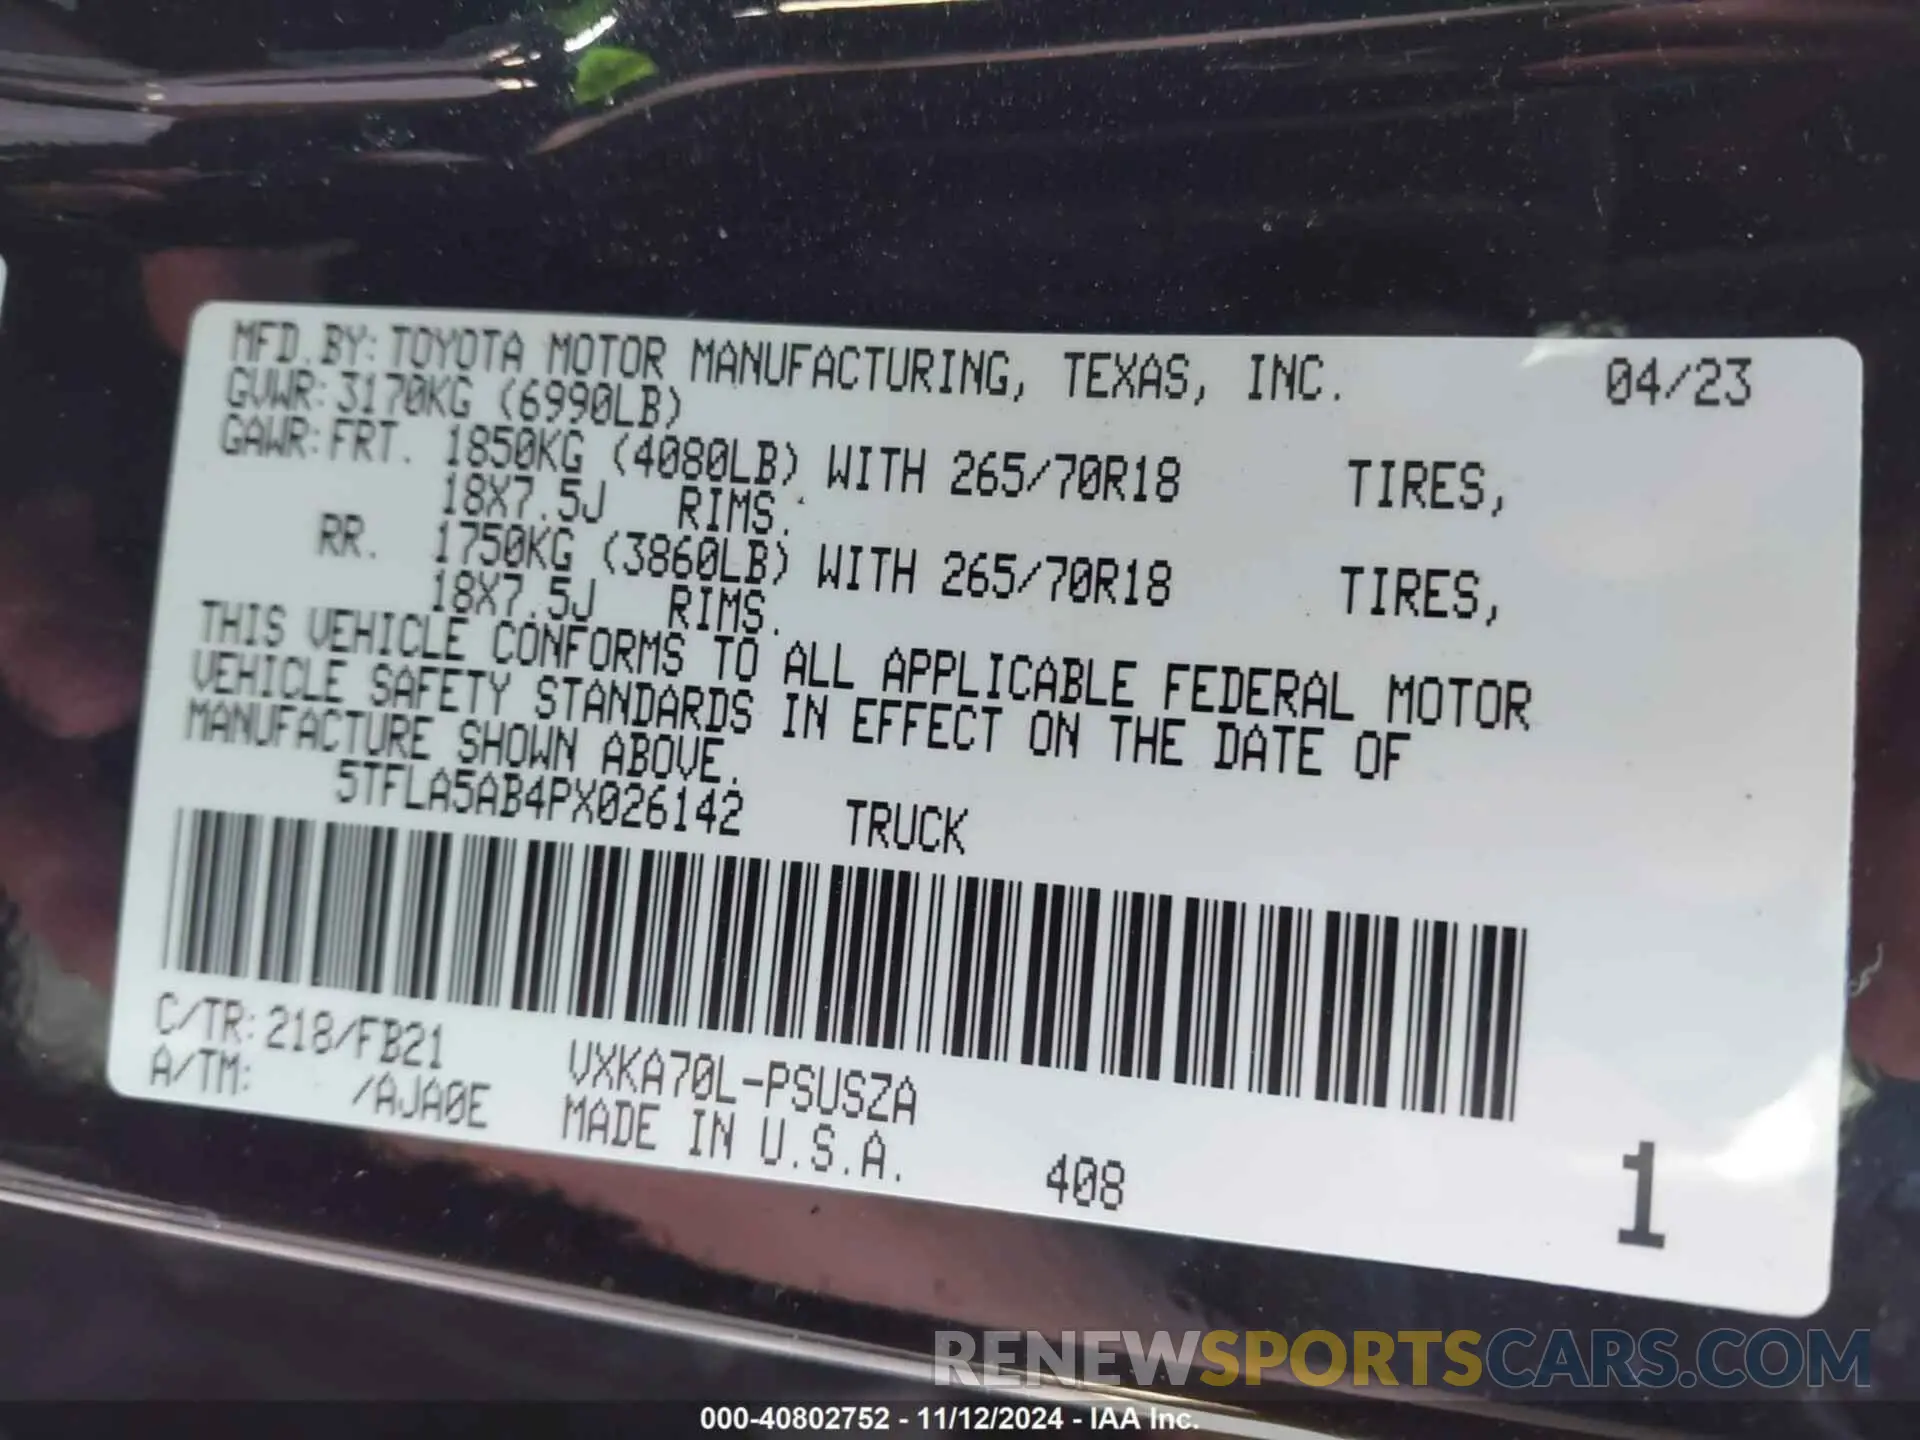 MFD.BY: TOYOTA MOTOR MANUFACTURING, TEXAS, INC. 04/23
GVWR: 3170KG (6990LB)
GAWR: FRT. 1850KG (4080LB) WITH 265/70R18 TIRES,
18X7.5J RIMS.
RR. 1750KG (3860LB) WITH 265/70R18 TIRES,
18X7.5J RIMS.
THIS VEHICLE CONFORMS TO ALL APPLICABLE FEDERAL MOTOR
VEHICLE SAFETY STANDARDS IN EFFECT ON THE DATE OF
MANUFACTURE SHOWN ABOVE.
5TFLA5AB4PX026142 TRUCK
C/TR: 218/FB21 VXKA70L-PSUSZA
A/TM: /AJA0E MADE IN U.S.A. 408 1
RENEWSPORTSCARS.COM
000-40802752 - 11/12/2024 - IAA Inc.